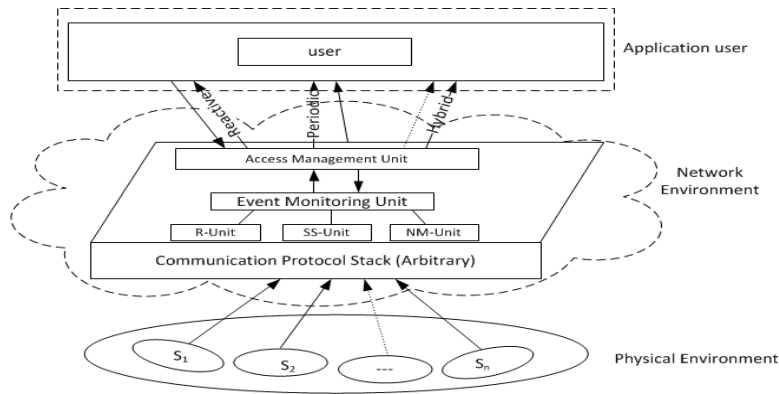 user
Application user
Reactive
Periodic
Hybrid
Access Management Unit
Network
Environment
Event Monitoring Unit
R-Unit
SS-Unit
NM-Unit
Communication Protocol Stack (Arbitrary)
S1
S2
---
Sn
Physical Environment